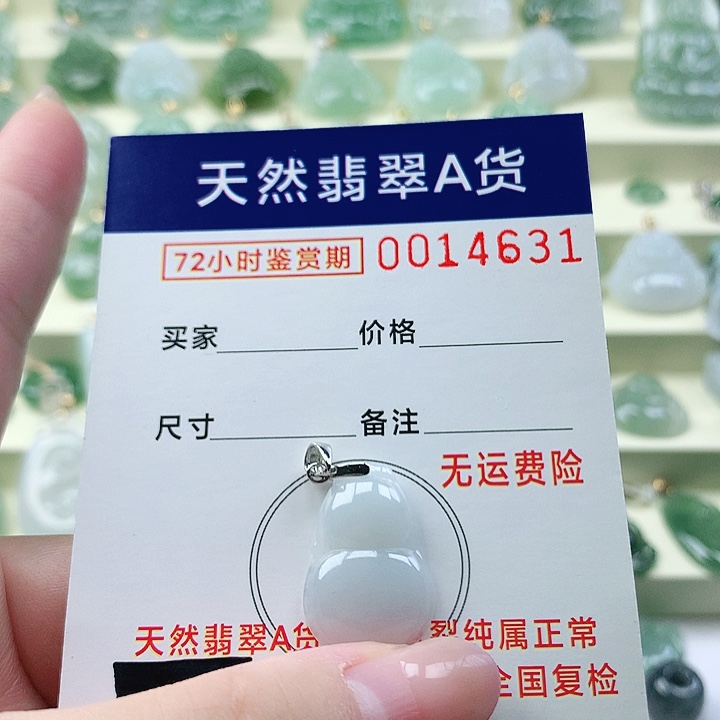 天然翡翠A货
72小时鉴赏期 0014631
买家 价格
尺寸 备注
无运费险
天然翡翠A货 裂纯属正常
全国复检